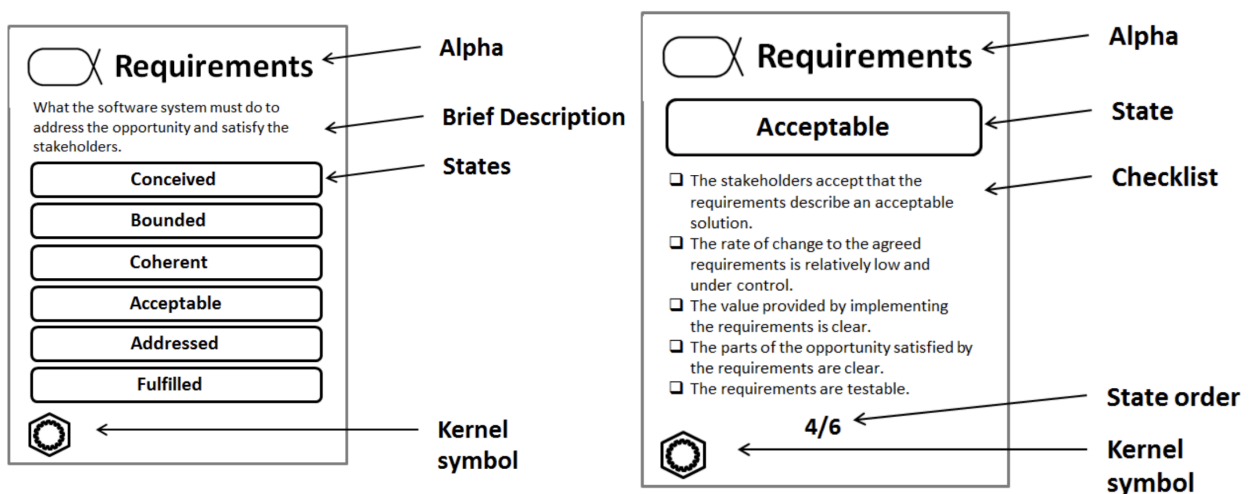 Requirements
What the software system must do to
address the opportunity and satisfy the
stakeholders.
Conceived
Bounded
Coherent
Acceptable
Addressed
Fulfilled
Alpha
Brief Description
States
Kernel
symbol
Requirements
Acceptable
The stakeholders accept that the
requirements describe an acceptable
solution.
The rate of change to the agreed
requirements is relatively low and
under control.
The value provided by implementing
the requirements is clear.
The parts of the opportunity satisfied by
the requirements are clear.
The requirements are testable.
4/6
Alpha
State
Checklist
State order
Kernel
symbol